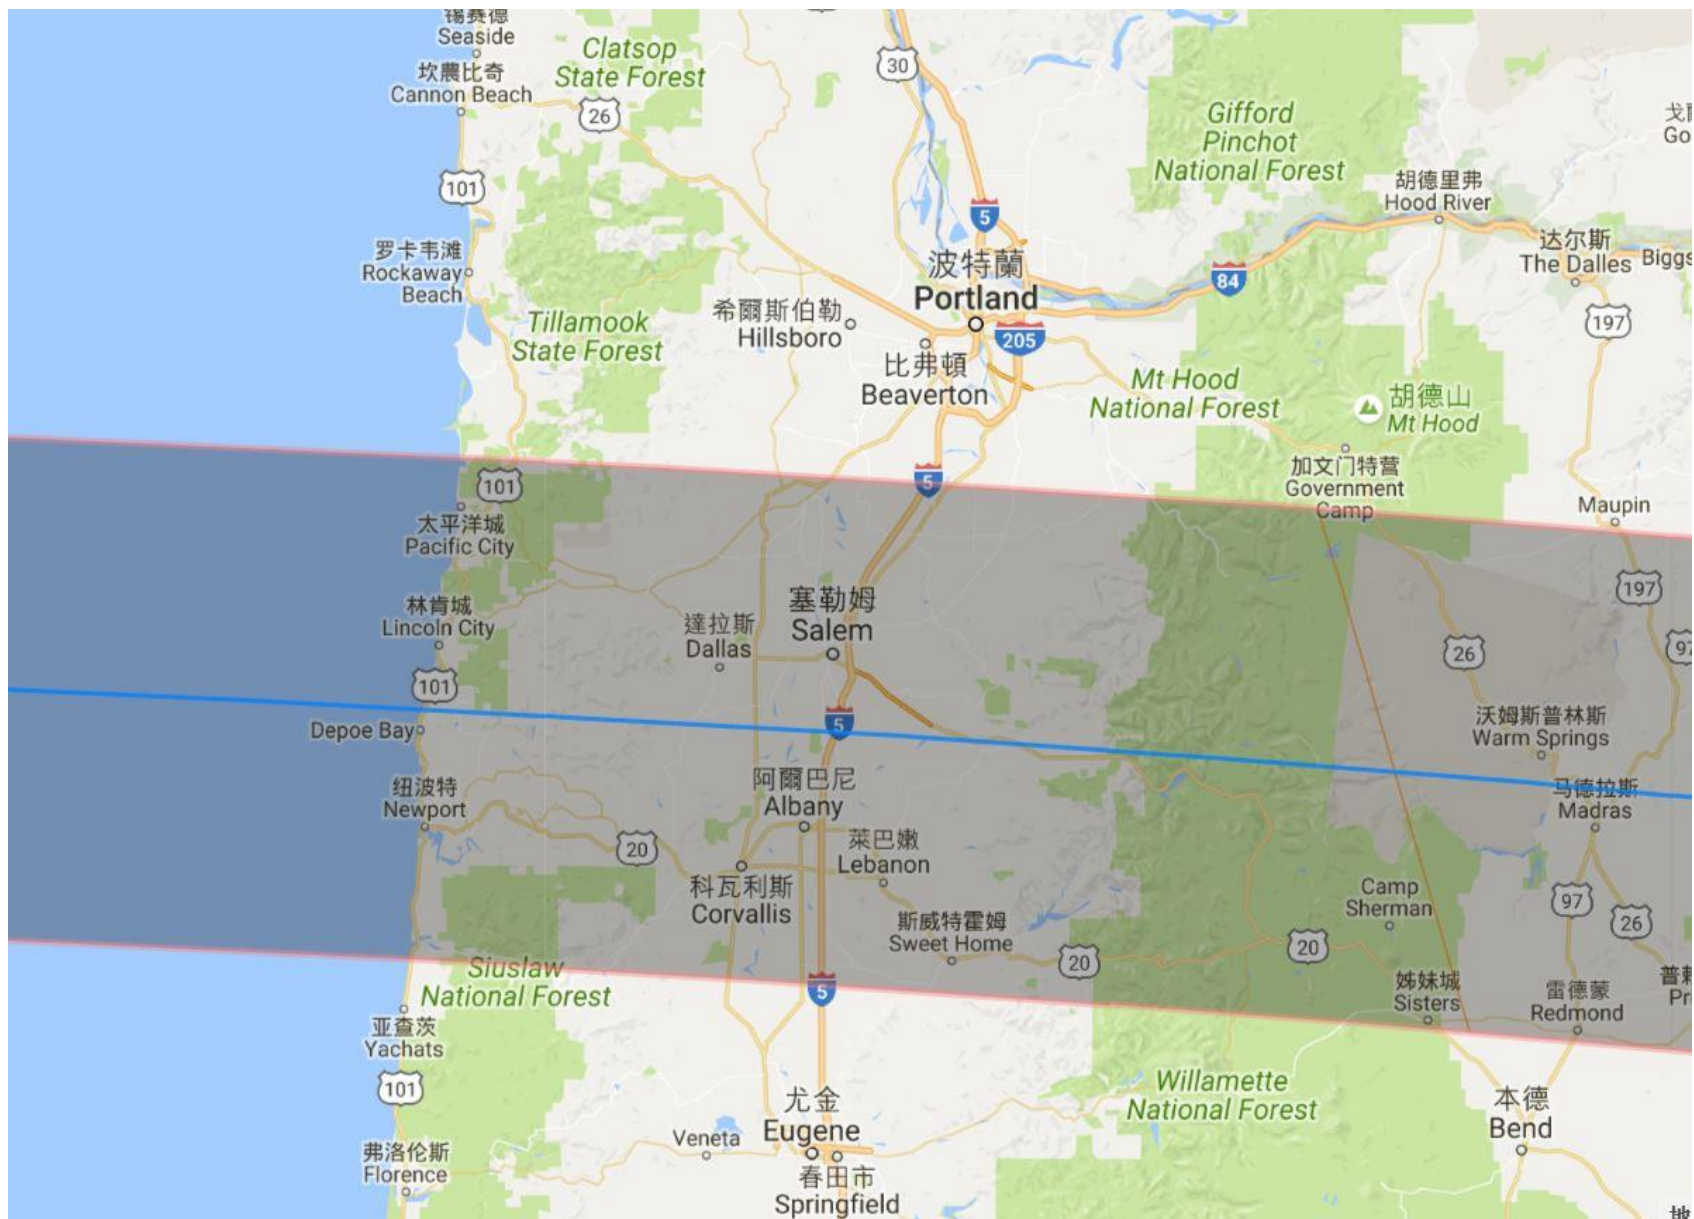 锡赛德
Seaside
坎農比奇
Cannon Beach
Clatsop
State Forest
30
26
101
Gifford
Pinchot
National Forest
Go
胡德里弗
Hood River
达尔斯
The Dalles
Biggs
罗卡韦滩
Rockaway
Beach
5
波特蘭
Portland
84
197
希爾斯伯勒
Hillsboro
205
Tillamook
State Forest
比弗頓
Beaverton
Mt Hood
National Forest
胡德山
Mt Hood
加文门特营
Government
Camp
Maupin
5
101
太平洋城
Pacific City
林肯城
Lincoln City
101
達拉斯
Dallas
塞勒姆
Salem
197
26
97
沃姆斯普林斯
Warm Springs
5
Depoe Bay
纽波特
Newport
阿爾巴尼
Albany
马德拉斯
Madras
20
萊巴嫩
Lebanon
科瓦利斯
Corvallis
斯威特霍姆
Sweet Home
Camp
Sherman
97
26
20
20
Siuslaw
National Forest
5
姊妹城
Sisters
雷德蒙
Redmond
Pri
亚查茨
Yachats
101
Willamette
National Forest
本德
Bend
尤金
Eugene
Veneta
弗洛伦斯
Florence
春田市
Springfield